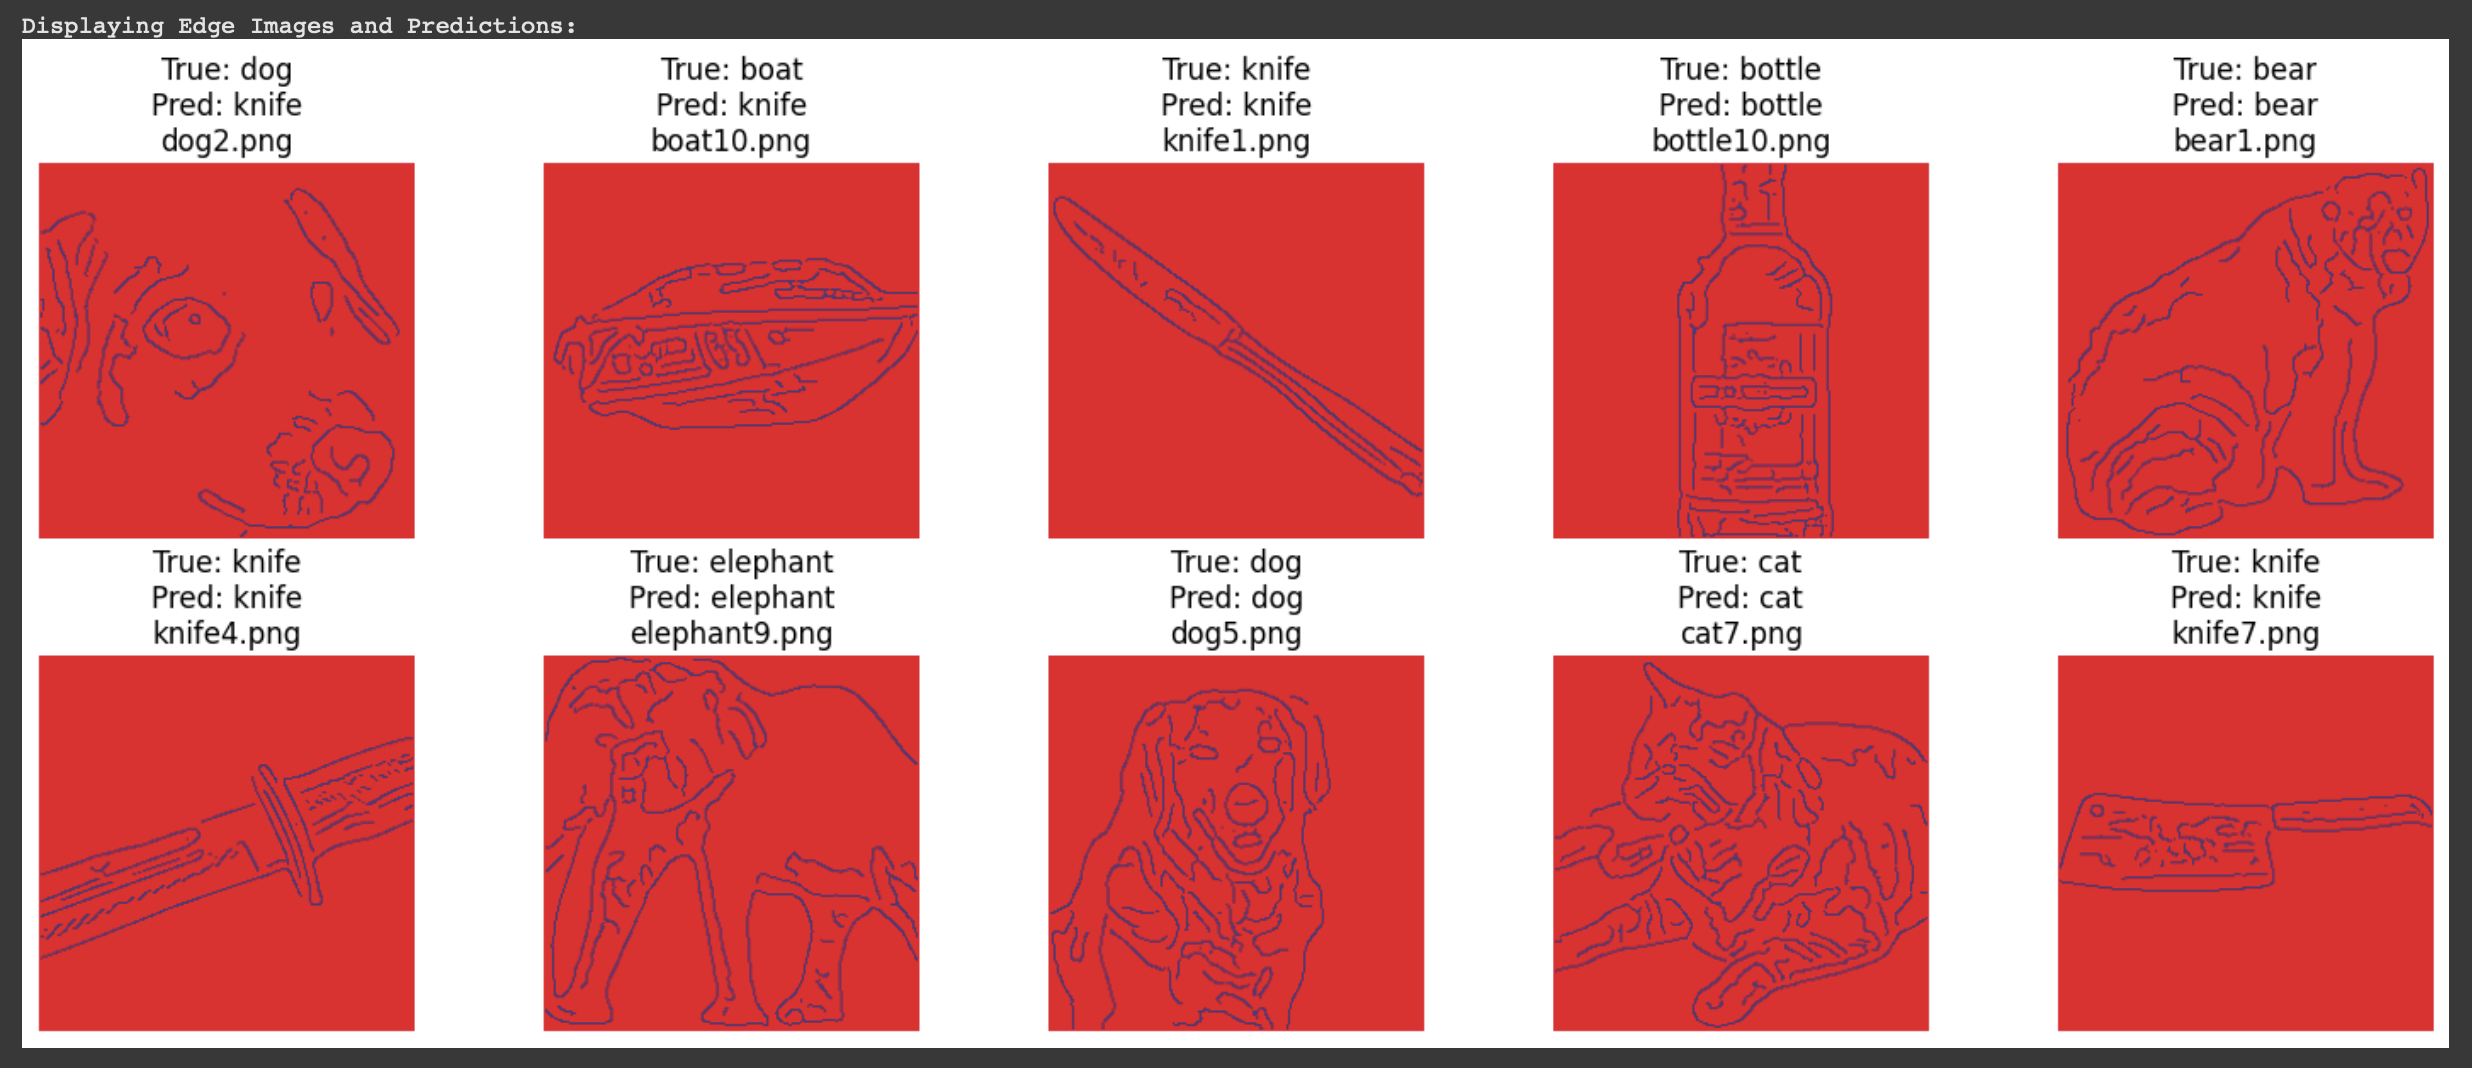 Displaying Edge Images and Predictions:
True: dog
Pred: knife
dog2.png
True: boat
Pred: knife
boat10.png
True: knife
Pred: knife
knife1.png
True: bottle
Pred: bottle
bottle10.png
True: bear
Pred: bear
bear1.png
True: knife
Pred: knife
knife4.png
True: elephant
Pred: elephant
elephant9.png
True: dog
Pred: dog
dog5.png
True: cat
Pred: cat
cat7.png
True: knife
Pred: knife
knife7.png